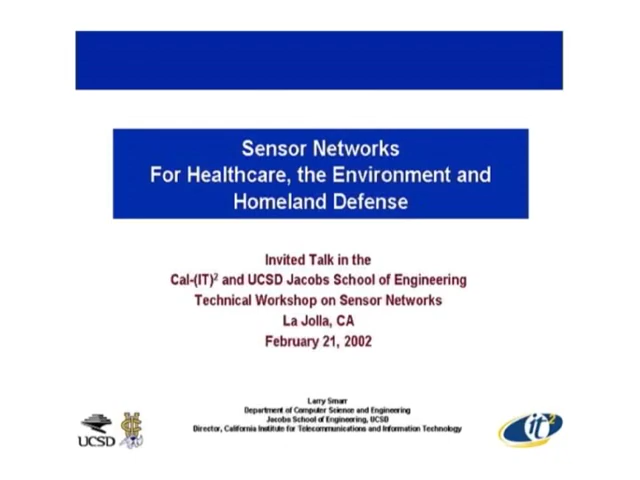 Sensor Networks
For Healthcare, the Environment and
Homeland Defense
Invited Talk in the
Cal-(IT)² and UCSD Jacobs School of Engineering
Technical Workshop on Sensor Networks
La Jolla, CA
February 21, 2002
Larry Smarr
Department of Computer Science and Engineering
Jacobs School of Engineering, UCSD
Director, California Institute for Telecommunications and Information Technology
UCSD
it²